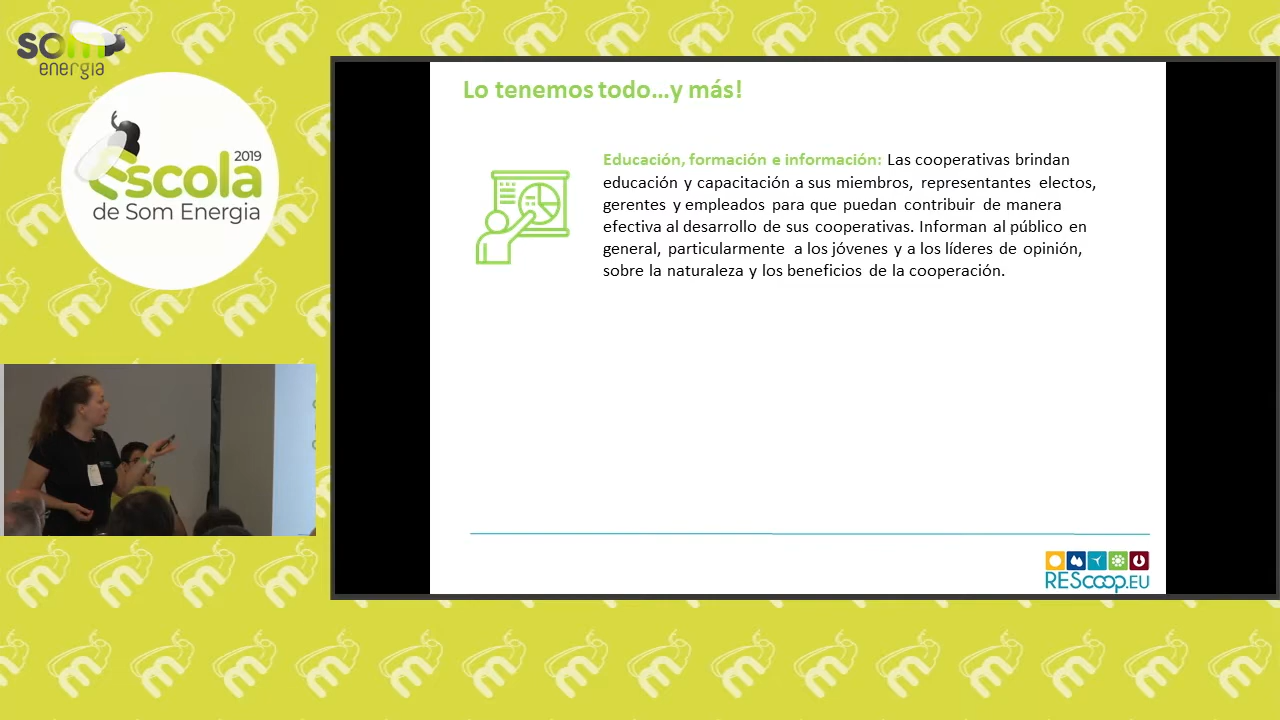 som
energia
2019
Escola
de Som Energia
Lo tenemos todo...y más!
Educación, formación e información: Las cooperativas brindan
educación y capacitación a sus miembros, representantes electos,
gerentes y empleados para que puedan contribuir de manera
efectiva al desarrollo de sus cooperativas. Informan al público en
general, particularmente a los jóvenes y a los líderes de opinión,
sobre la naturaleza y los beneficios de la cooperación.
REScoop.EU